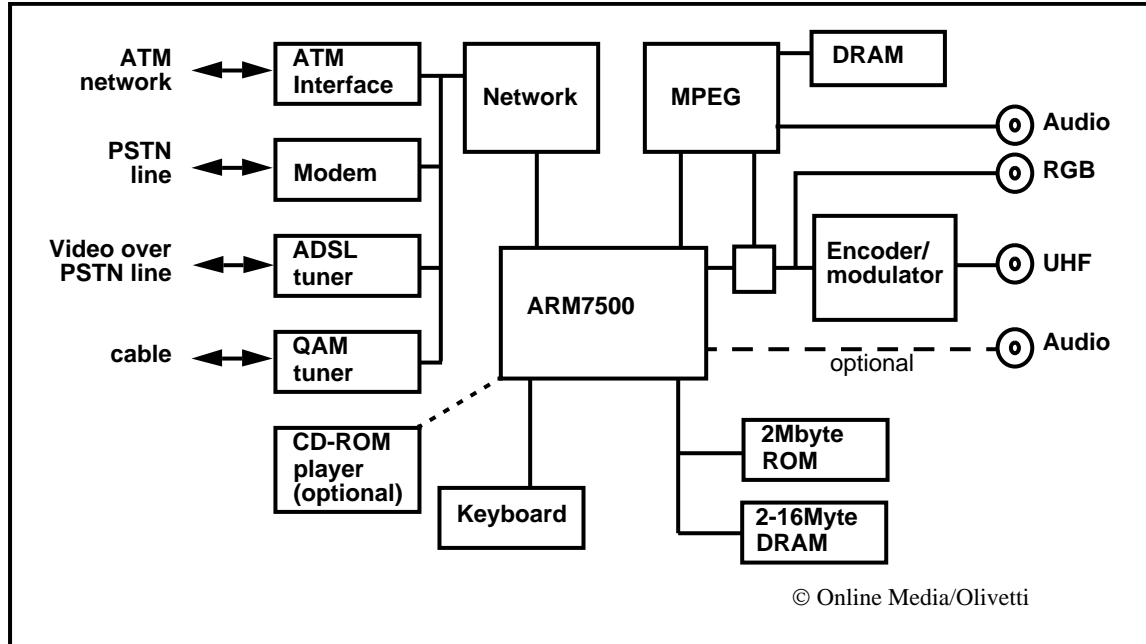 ATM
network
ATM
Interface
Network
MPEG
DRAM
Audio
PSTN
line
Modem
RGB
Video over
PSTN line
ADSL
tuner
ARM7500
Encoder/
modulator
UHF
cable
QAM
tuner
optional
Audio
CD-ROM
player
(optional)
Keyboard
2Mbyte
ROM
2-16Myte
DRAM
© Online Media/Olivetti